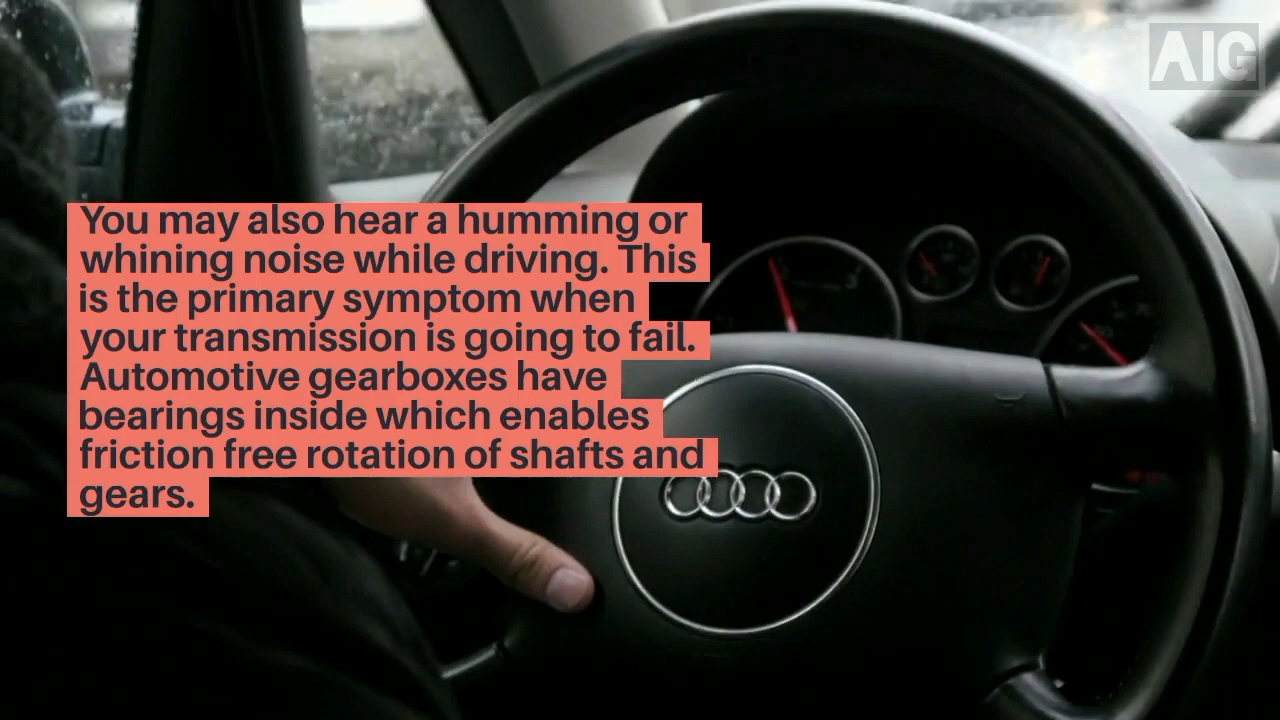 AIG
You may also hear a humming or
whining noise while driving. This
is the primary symptom when
your transmission is going to fail.
Automotive gearboxes have
bearings inside which enables
friction free rotation of shafts and
gears.